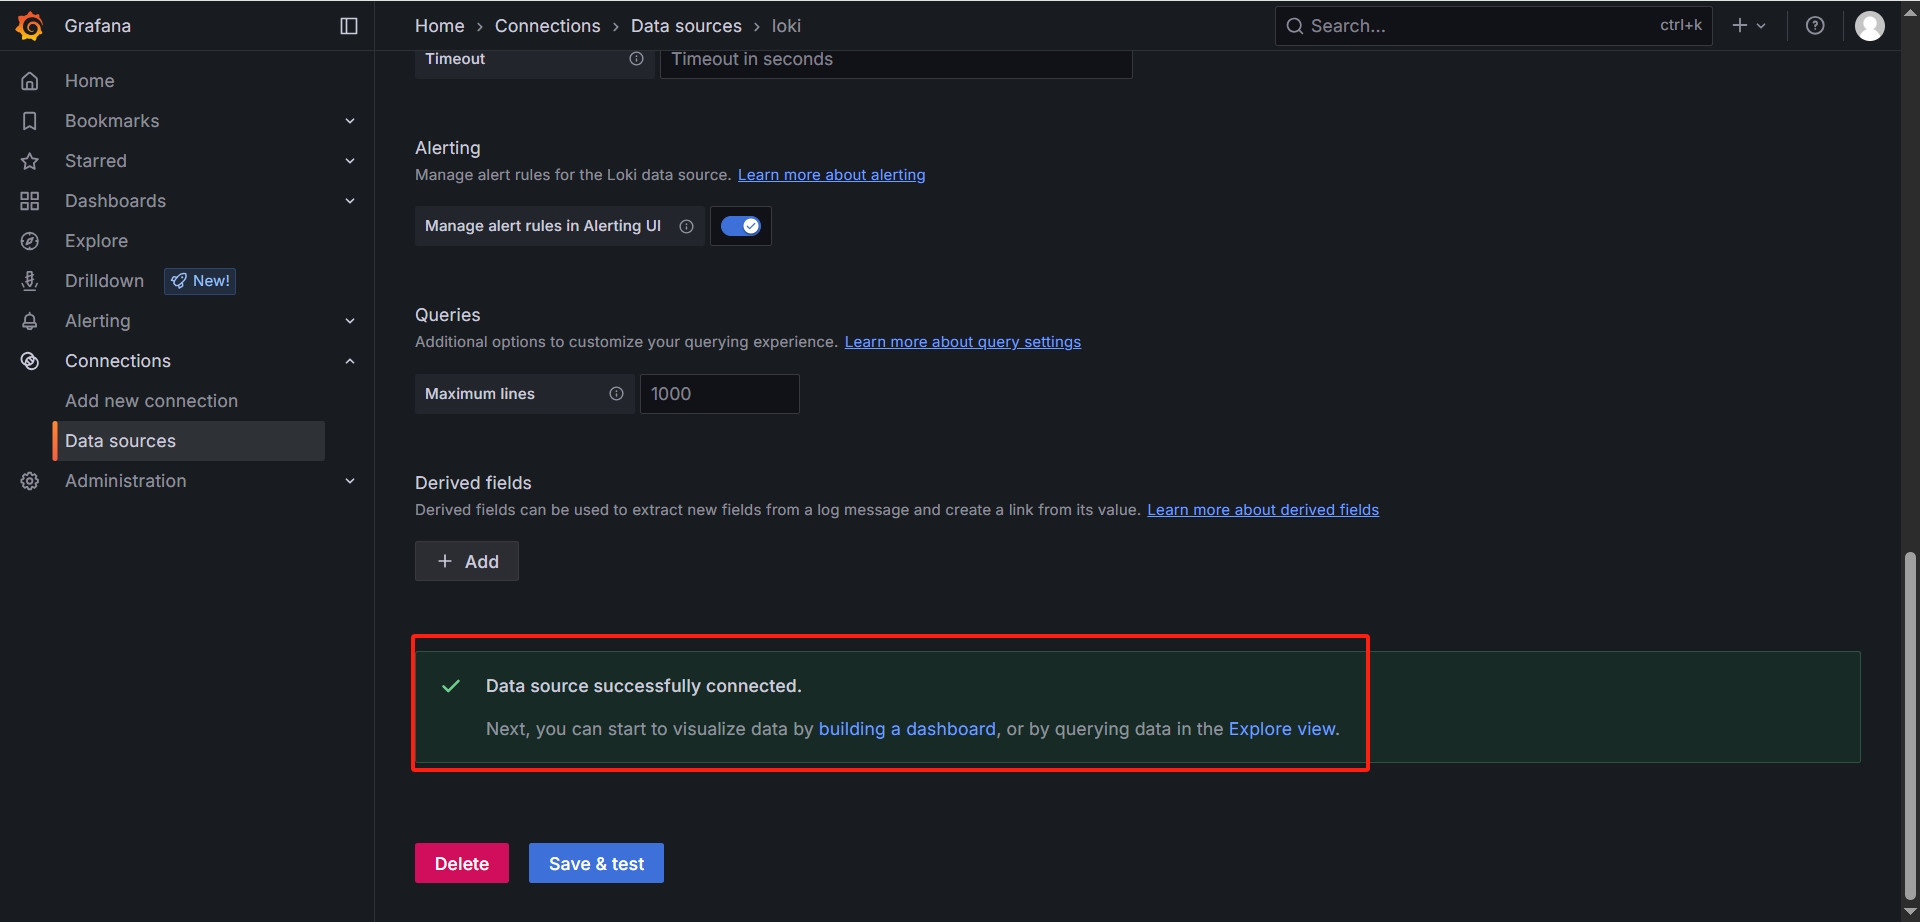 Grafana
Home › Connections › Data sources › loki
Search...
ctrl+k
Home
Bookmarks
Starred
Dashboards
Explore
Drilldown
New!
Alerting
Connections
Add new connection
Data sources
Administration
Timeout
Timeout in seconds
Alerting
Manage alert rules for the Loki data source. Learn more about alerting
Manage alert rules in Alerting UI
Queries
Additional options to customize your querying experience. Learn more about query settings
Maximum lines
1000
Derived fields
Derived fields can be used to extract new fields from a log message and create a link from its value. Learn more about derived fields
+ Add
Data source successfully connected.
Next, you can start to visualize data by building a dashboard, or by querying data in the Explore view.
Delete
Save & test